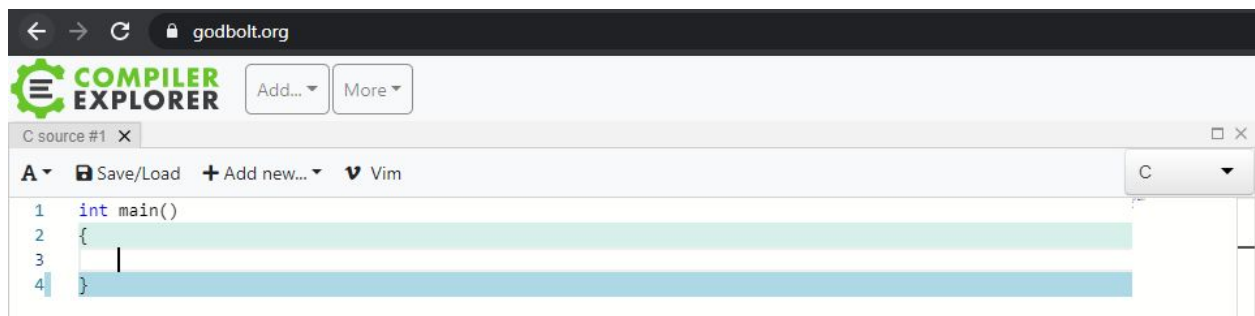 godbolt.org
COMPILER
EXPLORER
Add... More
C source #1
A Save/Load Add new... Vim C
1 int main()
2 {
3
4 }